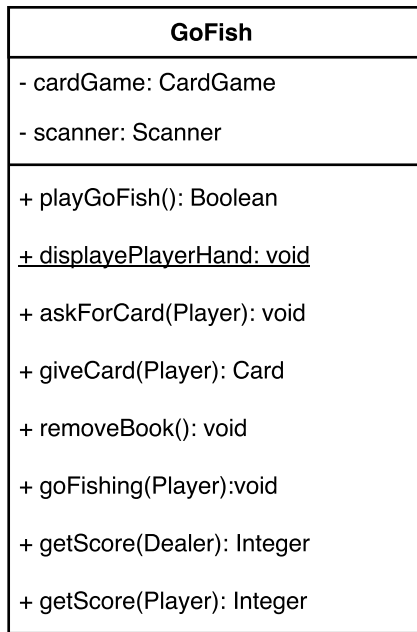 GoFish
- cardGame: CardGame
- scanner: Scanner
+ playGoFish(): Boolean
+ displayePlayerHand: void
+ askForCard(Player): void
+ giveCard(Player): Card
+ removeBook(): void
+ goFishing(Player):void
+ getScore(Dealer): Integer
+ getScore(Player): Integer